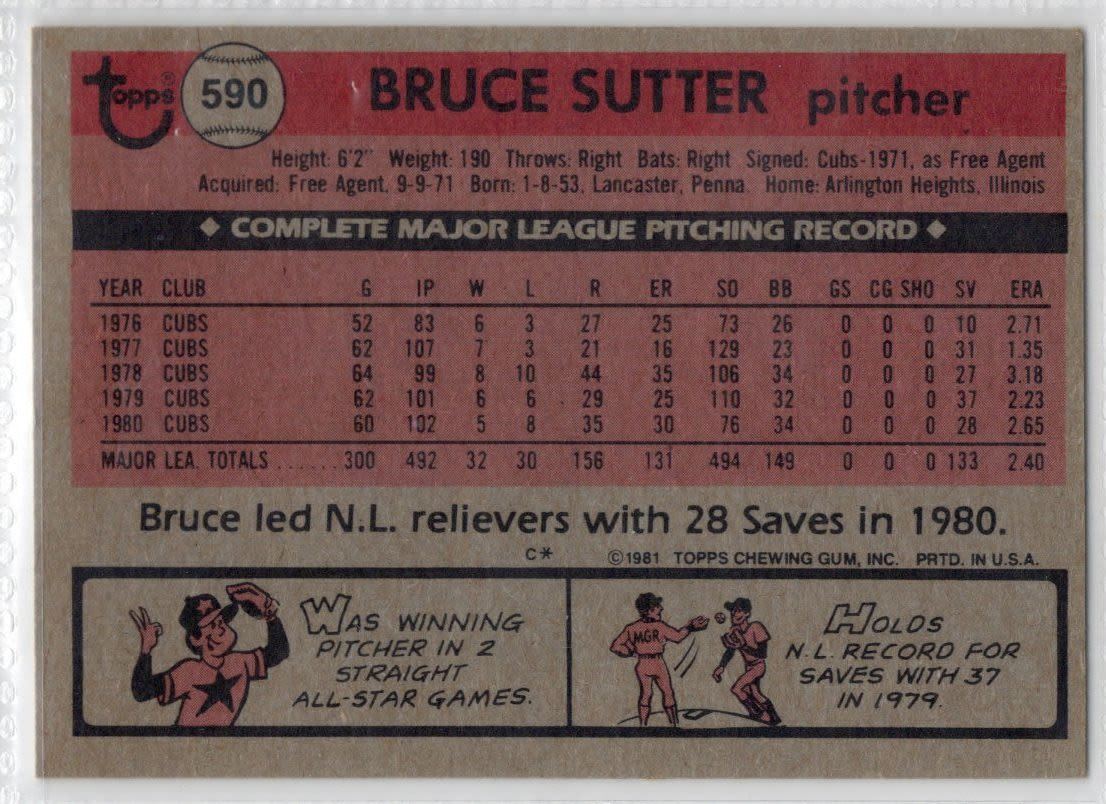 Topps ® 590 BRUCE SUTTER pitcher
Height: 6'2" Weight: 190 Throws: Right Bats: Right Signed: Cubs-1971, as Free Agent
Acquired: Free Agent, 9-9-71 Born: 1-8-53, Lancaster, Penna Home: Arlington Heights, Illinois
◆ COMPLETE MAJOR LEAGUE PITCHING RECORD ◆
YEAR CLUB G IP W L R ER SO BB GS CG SHO SV ERA
1976 CUBS 52 83 6 3 27 25 73 26 0 0 0 10 2.71
1977 CUBS 62 107 7 3 21 16 129 23 0 0 0 31 1.35
1978 CUBS 64 99 8 10 44 35 106 34 0 0 0 27 3.18
1979 CUBS 62 101 6 6 29 25 110 32 0 0 0 37 2.23
1980 CUBS 60 102 5 8 35 30 76 34 0 0 0 28 2.65
MAJOR LEA. TOTALS ...... 300 492 32 30 156 131 494 149 0 0 0 133 2.40
Bruce led N.L. relievers with 28 Saves in 1980.
C* ©1981 TOPPS CHEWING GUM, INC. PRTD. IN U.S.A.
WAS WINNING
PITCHER IN 2
STRAIGHT
ALL-STAR GAMES.
MGR
HOLDS
N.L. RECORD FOR
SAVES WITH 37
IN 1979.